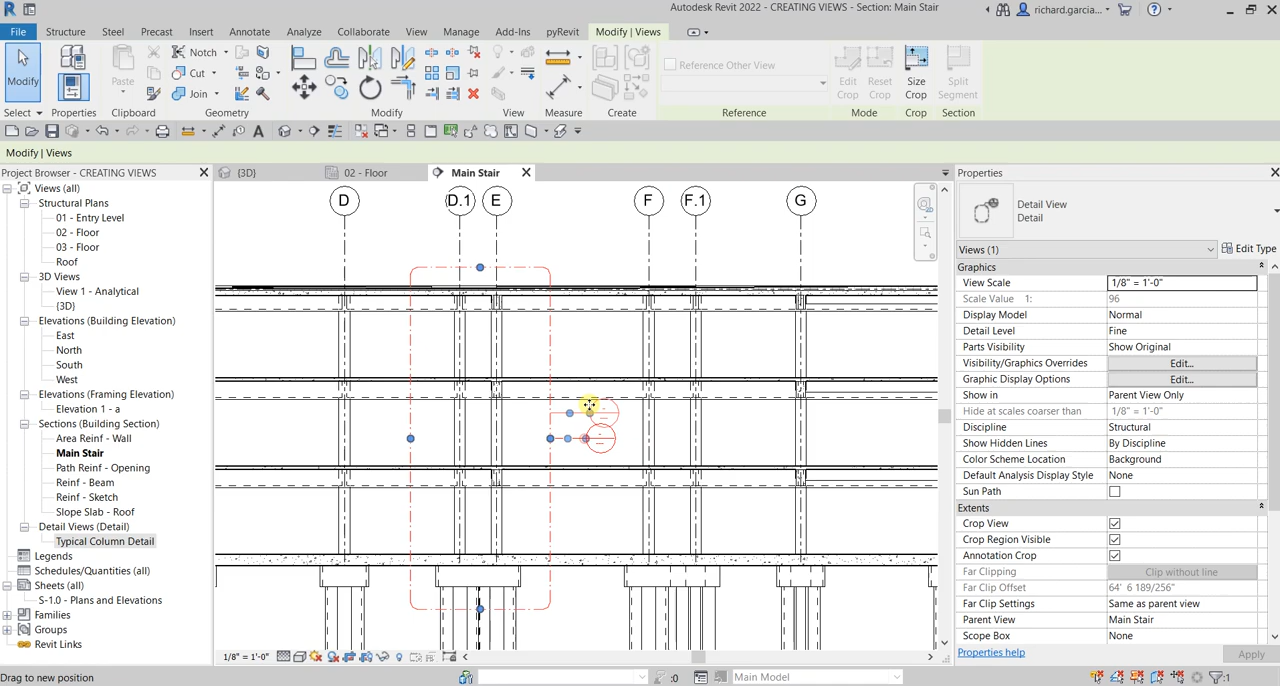 Autodesk Revit 2022 - CREATING VIEWS - Section: Main Stair
richard.garcia...
File Structure Steel Precast Insert Annotate Analyze Collaborate View Manage Add-Ins pyRevit Modify | Views
Modify
Paste
Notch
Cut
Join
Reference Other View
Edit Crop
Reset Crop
Size Crop
Split Segment
Select Properties Clipboard Geometry Modify View Measure Create Reference Mode Crop Section
Modify | Views
Project Browser - CREATING VIEWS
Views (all)
Structural Plans
01 - Entry Level
02 - Floor
03 - Floor
Roof
3D Views
View 1 - Analytical
{3D}
Elevations (Building Elevation)
East
North
South
West
Elevations (Framing Elevation)
Elevation 1 - a
Sections (Building Section)
Area Reinf - Wall
Main Stair
Path Reinf - Opening
Reinf - Beam
Reinf - Sketch
Slope Slab - Roof
Detail Views (Detail)
Typical Column Detail
Legends
Schedules/Quantities (all)
Sheets (all)
S-1.0 - Plans and Elevations
Families
Groups
Revit Links
{3D}
02 - Floor
Main Stair
D D.1 E F F.1 G
1/8" = 1'-0"
Properties
Detail View
Detail
Views (1)
Edit Type
Graphics
View Scale 1/8" = 1'-0"
Scale Value 1: 96
Display Model Normal
Detail Level Fine
Parts Visibility Show Original
Visibility/Graphics Overrides Edit...
Graphic Display Options Edit...
Show in Parent View Only
Hide at scales coarser than 1/8" = 1'-0"
Discipline Structural
Show Hidden Lines By Discipline
Color Scheme Location Background
Default Analysis Display Style None
Sun Path
Extents
Crop View
Crop Region Visible
Annotation Crop
Far Clipping Clip without line
Far Clip Offset 64' 6 189/256"
Far Clip Settings Same as parent view
Parent View Main Stair
Scope Box None
Properties help
Apply
Drag to new position
:0
Main Model
:1